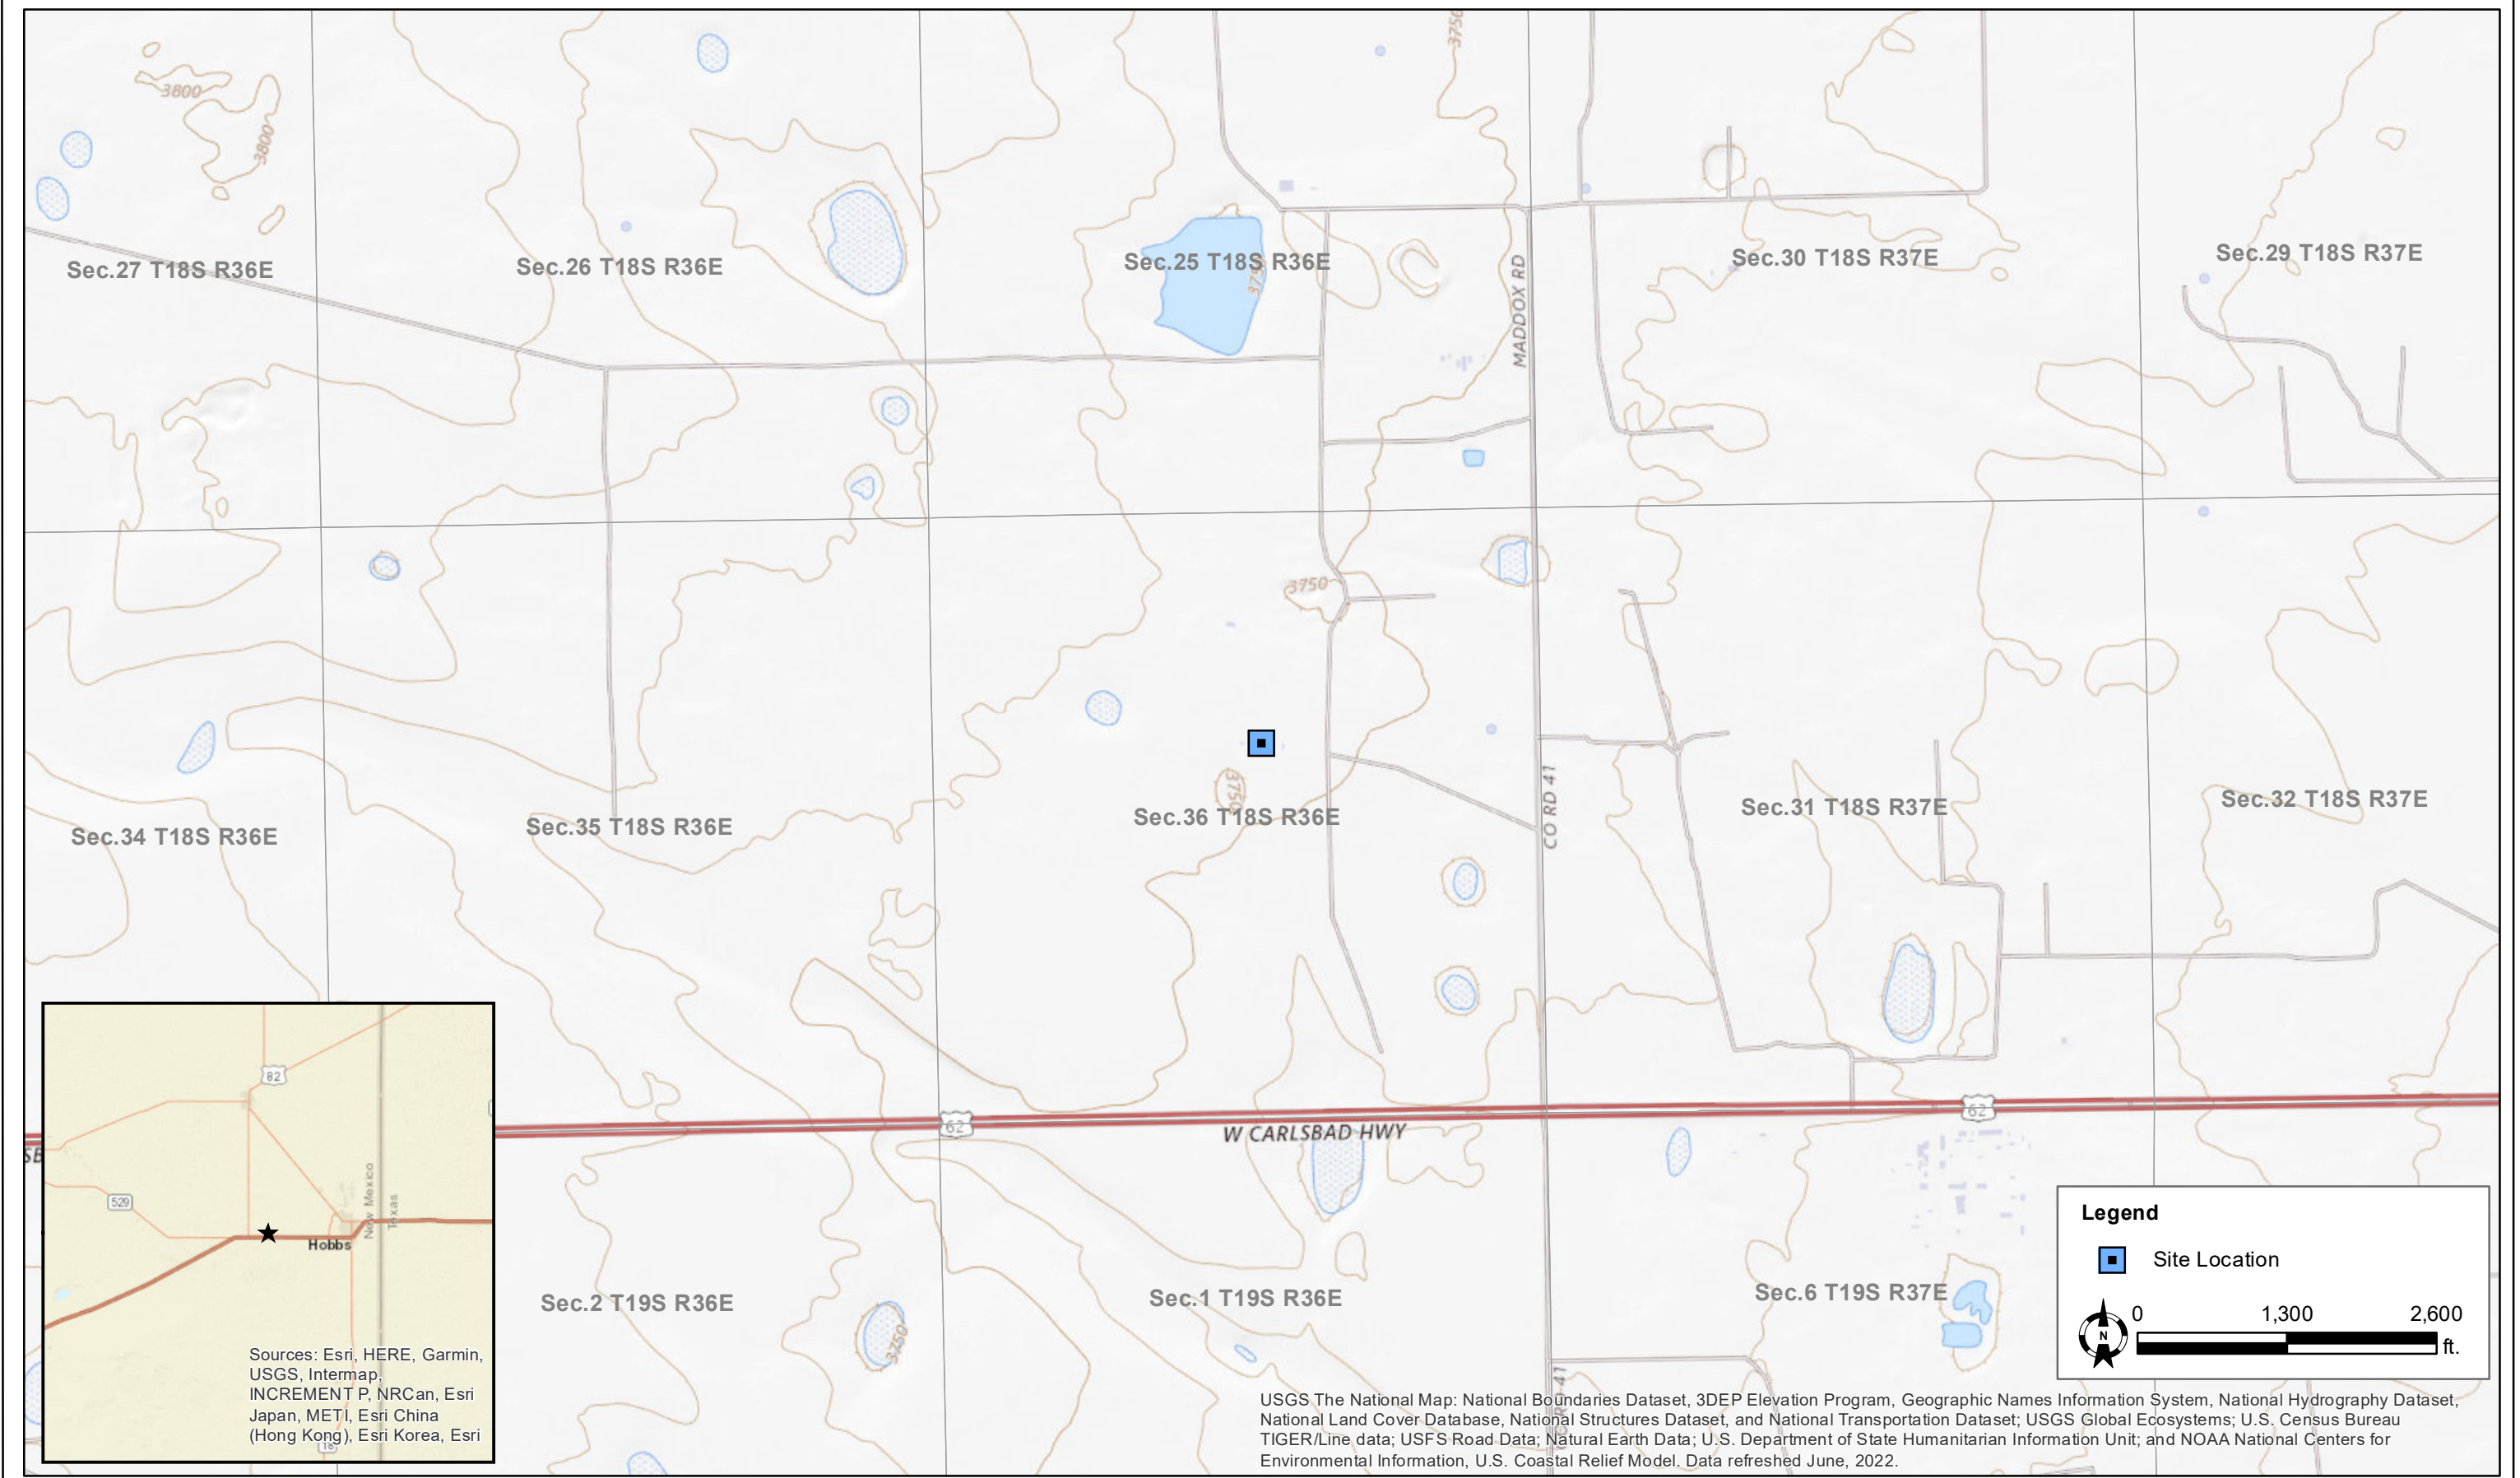 3750
3800
3800
Sec.27 T18S R36E
Sec.26 T18S R36E
Sec.25 T18S R36E
3750
MADDOX RD
Sec.30 T18S R37E
Sec.29 T18S R37E
3750
3750
Sec.34 T18S R36E
Sec.35 T18S R36E
Sec.36 T18S R36E
CO RD 41
Sec.31 T18S R37E
Sec.32 T18S R37E
62
62
W CARLSBAD HWY
SB
82
529
New Mexico
Texas
Hobbs
18
Sources: Esri, HERE, Garmin,
USGS, Intermap,
INCREMENT P, NRCan, Esri
Japan, METI, Esri China
(Hong Kong), Esri Korea, Esri
Sec.2 T19S R36E
3750
Sec.1 T19S R36E
Sec.6 T19S R37E
Legend
Site Location
N
0 1,300 2,600
ft.
USGS The National Map: National Boundaries Dataset, 3DEP Elevation Program, Geographic Names Information System, National Hydrography Dataset,
National Land Cover Database, National Structures Dataset, and National Transportation Dataset; USGS Global Ecosystems; U.S. Census Bureau
TIGER/Line data; USFS Road Data; Natural Earth Data; U.S. Department of State Humanitarian Information Unit; and NOAA National Centers for
Environmental Information, U.S. Coastal Relief Model. Data refreshed June, 2022.